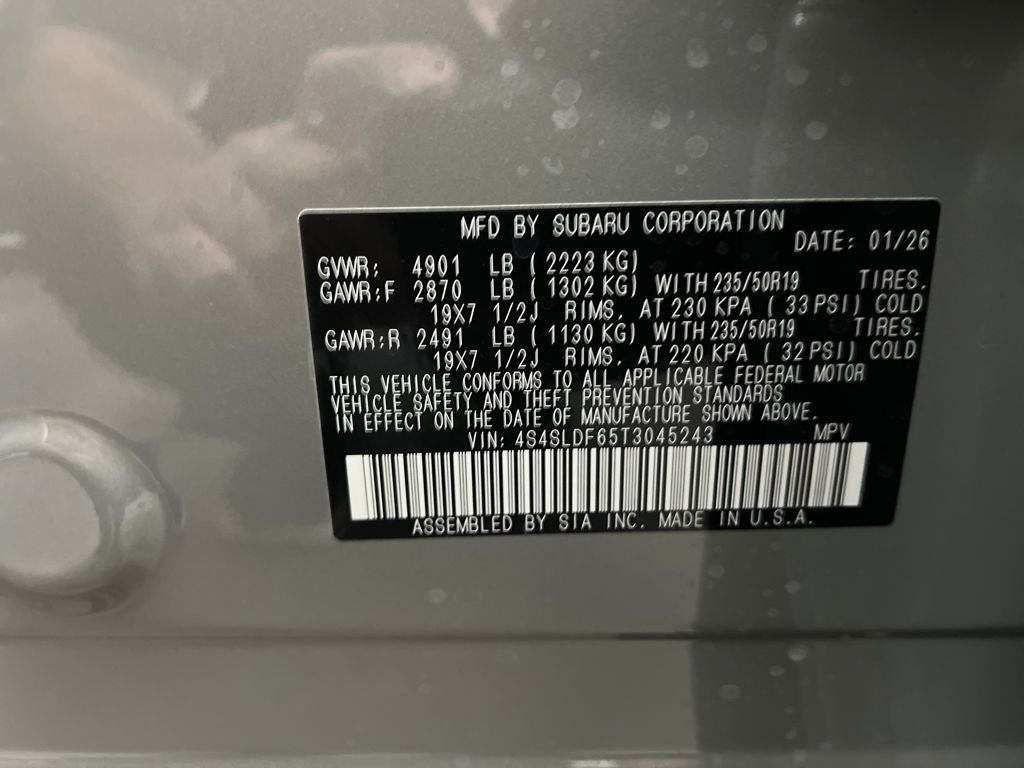 MFD BY SUBARU CORPORATION
DATE: 01/26
GVWR: 4901 LB ( 2223 KG)
GAWR:F 2870 LB ( 1302 KG) WITH 235/50R19 TIRES.
19X7 1/2J RIMS, AT 230 KPA ( 33 PSI) COLD
GAWR:R 2491 LB ( 1130 KG) WITH 235/50R19 TIRES.
19X7 1/2J RIMS, AT 220 KPA ( 32 PSI) COLD
THIS VEHICLE CONFORMS TO ALL APPLICABLE FEDERAL MOTOR
VEHICLE SAFETY AND THEFT PREVENTION STANDARDS
IN EFFECT ON THE DATE OF MANUFACTURE SHOWN ABOVE.
VIN: 4S4SLDF65T3045243 MPV
ASSEMBLED BY SIA INC. MADE IN U.S.A.